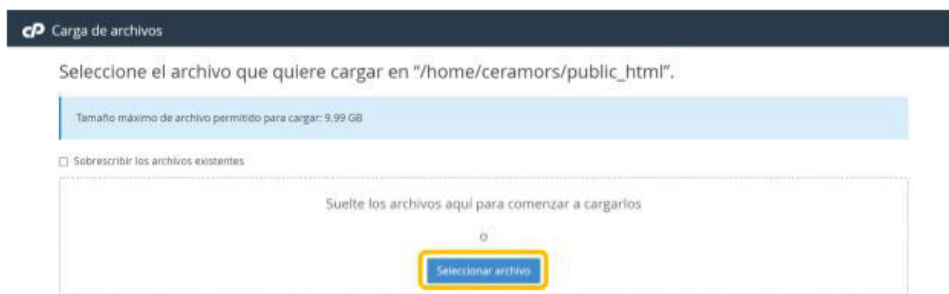 cP Carga de archivos
Seleccione el archivo que quiere cargar en "/home/ceramors/public_html".
Tamaño máximo de archivo permitido para cargar: 9,99 GB
Sobrescribir los archivos existentes
Suelte los archivos aquí para comenzar a cargarlos
o
Seleccionar archivo